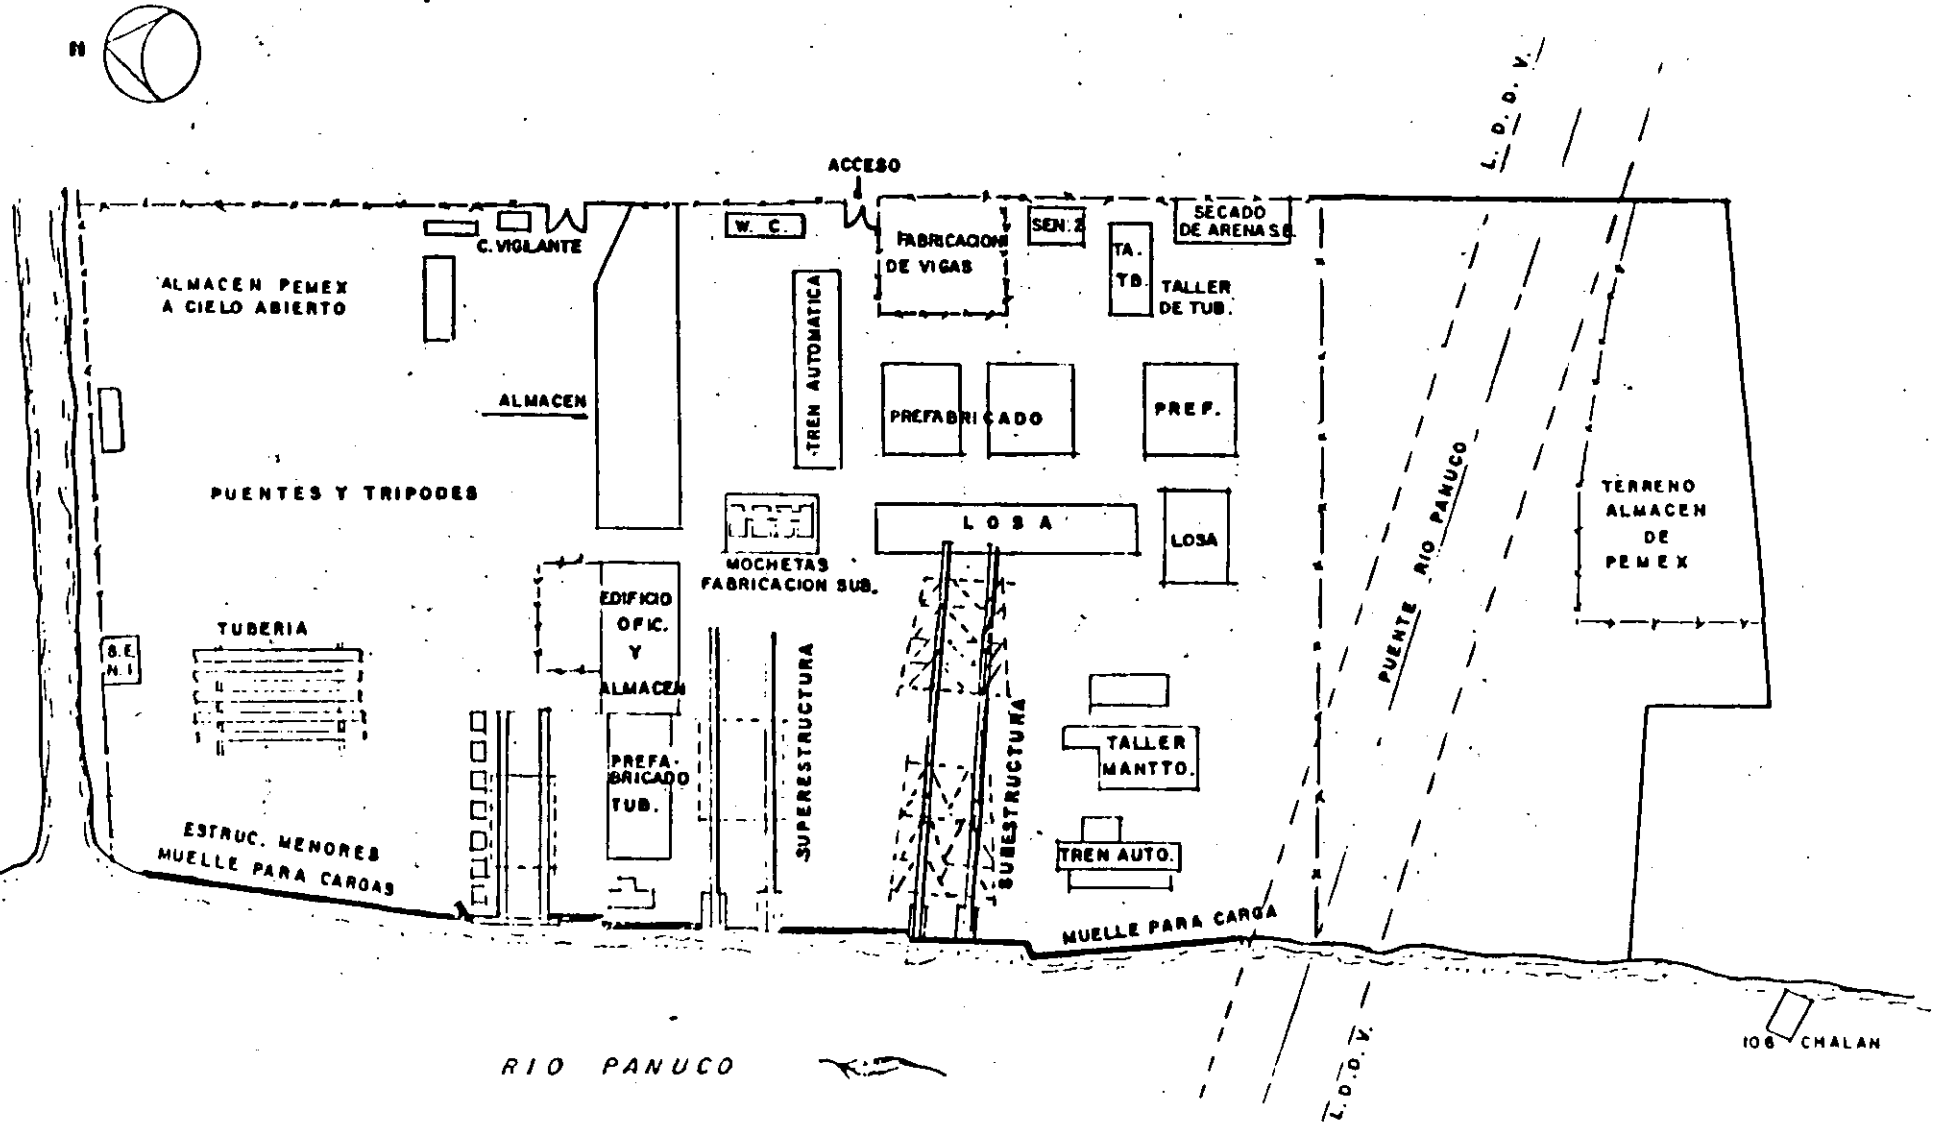 N
L. D. D. V.
ACCESO
C. VIGILANTE
W. C.
FABRICACION
DE VIGAS
SEN. 2
SECADO
DE ARENA S.E.
TA.
TB.
TALLER
DE TUB.
ALMACEN PEMEX
A CIELO ABIERTO
TREN AUTOMATICA
ALMACEN
PREFABRICADO
PREF.
PUENTES Y TRIPODES
LOSA
LOSA
MOCHETAS
FABRICACION SUB.
PUENTE RIO PANUCO
TERRENO
ALMACEN
DE
PEMEX
EDIFICIO
OFIC.
Y
ALMACEN
TUBERIA
S.E.
N. 1
SUPERESTRUCTURA
SUBESTRUCTURA
PREFA-
BRICADO
TUB.
TALLER
MANTTO.
TREN AUTO.
ESTRUC. MENORES
MUELLE PARA CARGAS
MUELLE PARA CARGA
RIO PANUCO
L. D. D. V.
106 CHALAN